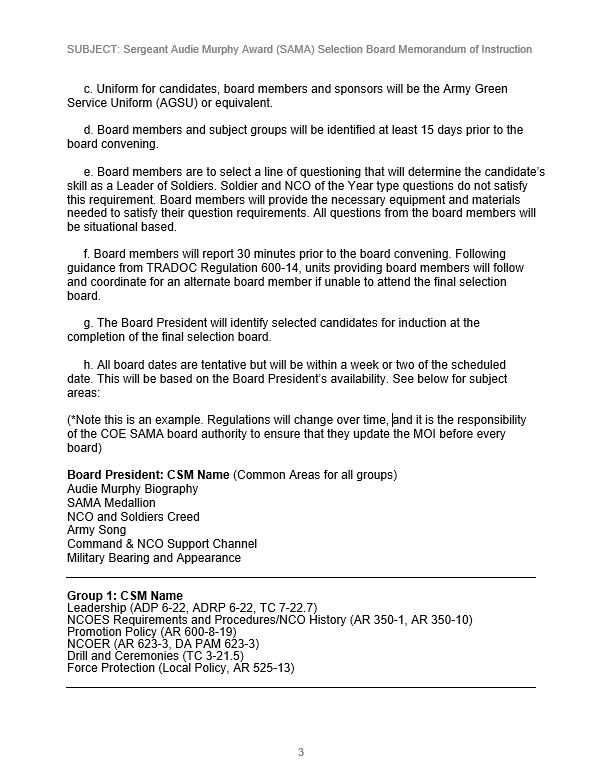 SUBJECT: Sergeant Audie Murphy Award (SAMA) Selection Board Memorandum of Instruction
c. Uniform for candidates, board members and sponsors will be the Army Green
Service Uniform (AGSU) or equivalent.
d. Board members and subject groups will be identified at least 15 days prior to the
board convening.
e. Board members are to select a line of questioning that will determine the candidate’s
skill as a Leader of Soldiers. Soldier and NCO of the Year type questions do not satisfy
this requirement. Board members will provide the necessary equipment and materials
needed to satisfy their question requirements. All questions from the board members will
be situational based.
f. Board members will report 30 minutes prior to the board convening. Following
guidance from TRADOC Regulation 600-14, units providing board members will follow
and coordinate for an alternate board member if unable to attend the final selection
board.
g. The Board President will identify selected candidates for induction at the
completion of the final selection board.
h. All board dates are tentative but will be within a week or two of the scheduled
date. This will be based on the Board President’s availability. See below for subject
areas:
(*Note this is an example. Regulations will change over time, and it is the responsibility
of the COE SAMA board authority to ensure that they update the MOI before every
board)
Board President: CSM Name (Common Areas for all groups)
Audie Murphy Biography
SAMA Medallion
NCO and Soldiers Creed
Army Song
Command & NCO Support Channel
Military Bearing and Appearance
Group 1: CSM Name
Leadership (ADP 6-22, ADRP 6-22, TC 7-22.7)
NCOES Requirements and Procedures/NCO History (AR 350-1, AR 350-10)
Promotion Policy (AR 600-8-19)
NCOER (AR 623-3, DA PAM 623-3)
Drill and Ceremonies (TC 3-21.5)
Force Protection (Local Policy, AR 525-13)
3